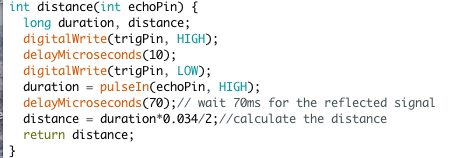 int distance(int echoPin) {
long duration, distance;
digitalWrite(trigPin, HIGH);
delayMicroseconds(10);
digitalWrite(trigPin, LOW);
duration = pulseIn(echoPin, HIGH);
delayMicroseconds(70);// wait 70ms for the reflected signal
distance = duration*0.034/2;//calculate the distance
return distance;
}